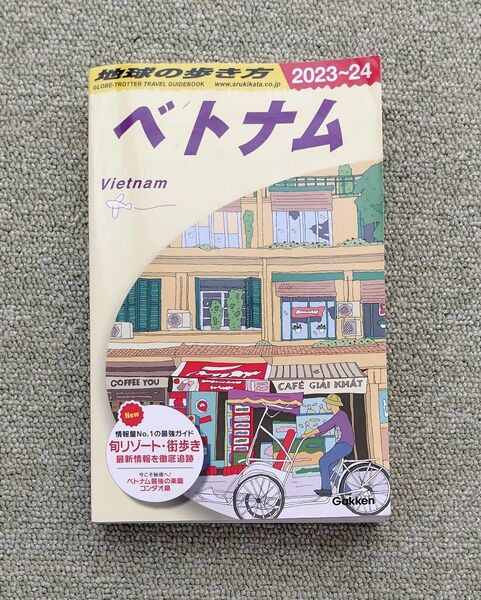 地球の歩き方
2023~24
GLOBE-TROTTER TRAVEL GUIDEBOOK
www.arukikata.co.jp
ベトナム
Vietnam
COFFEE YOU
CAFÉ GIẢI KHÁT
New
情報量No.1の最強ガイド
旬リゾート・街歩き
最新情報を徹底追跡
今こそ秘境へ!
ベトナム最後の楽園
コンダオ島
Gakken